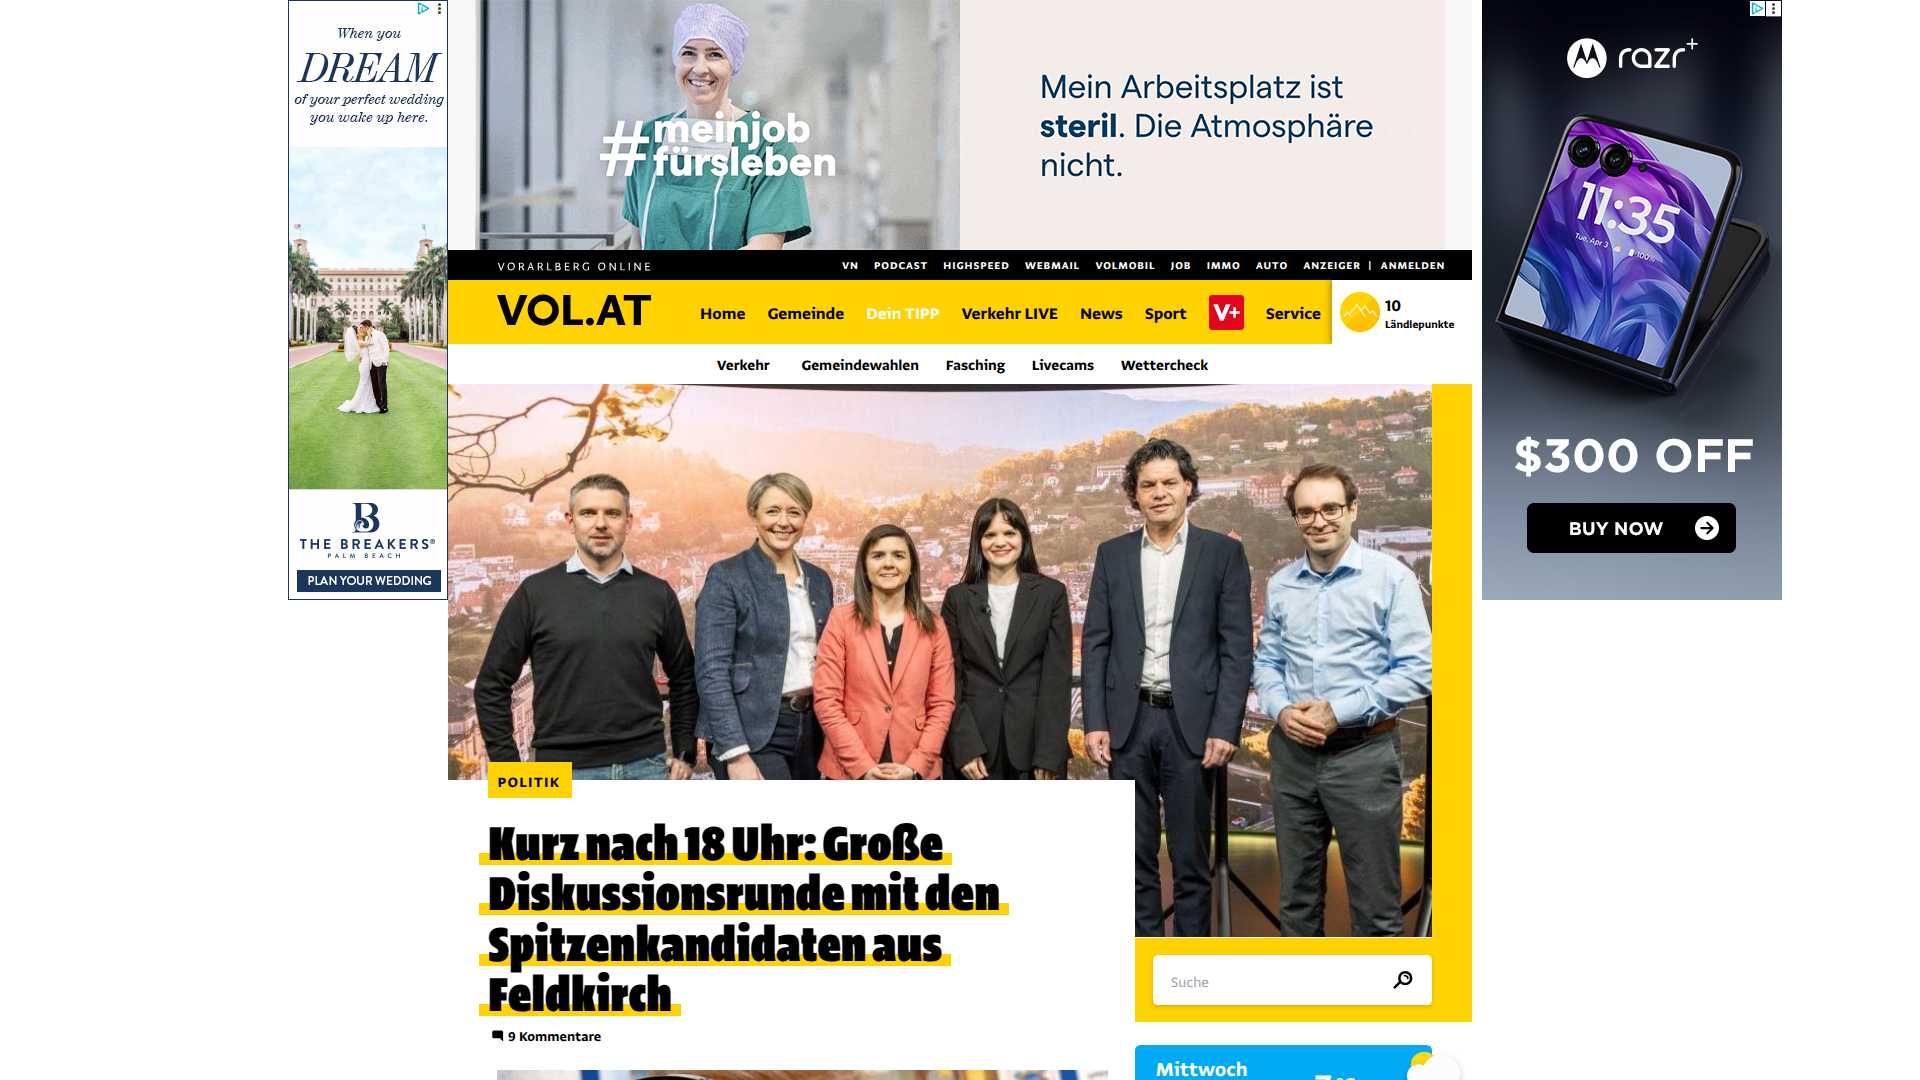 When you
DREAM
of your perfect wedding
you wake up here.
B
THE BREAKERS®
PALM BEACH
PLAN YOUR WEDDING
#meinjob
fürsleben
Mein Arbeitsplatz ist
steril. Die Atmosphäre
nicht.
razr+
11:35
Tue, Apr 3
100%
$300 OFF
BUY NOW
VORARLBERG ONLINE
VN PODCAST HIGHSPEED WEBMAIL VOLMOBIL JOB IMMO AUTO ANZEIGER | ANMELDEN
VOL.AT
Home Gemeinde Dein TIPP Verkehr LIVE News Sport V+ Service
10
Ländlepunkte
Verkehr Gemeindewahlen Fasching Livecams Wettercheck
POLITIK
Kurz nach 18 Uhr: Große
Diskussionsrunde mit den
Spitzenkandidaten aus
Feldkirch
9 Kommentare
Suche
Mittwoch